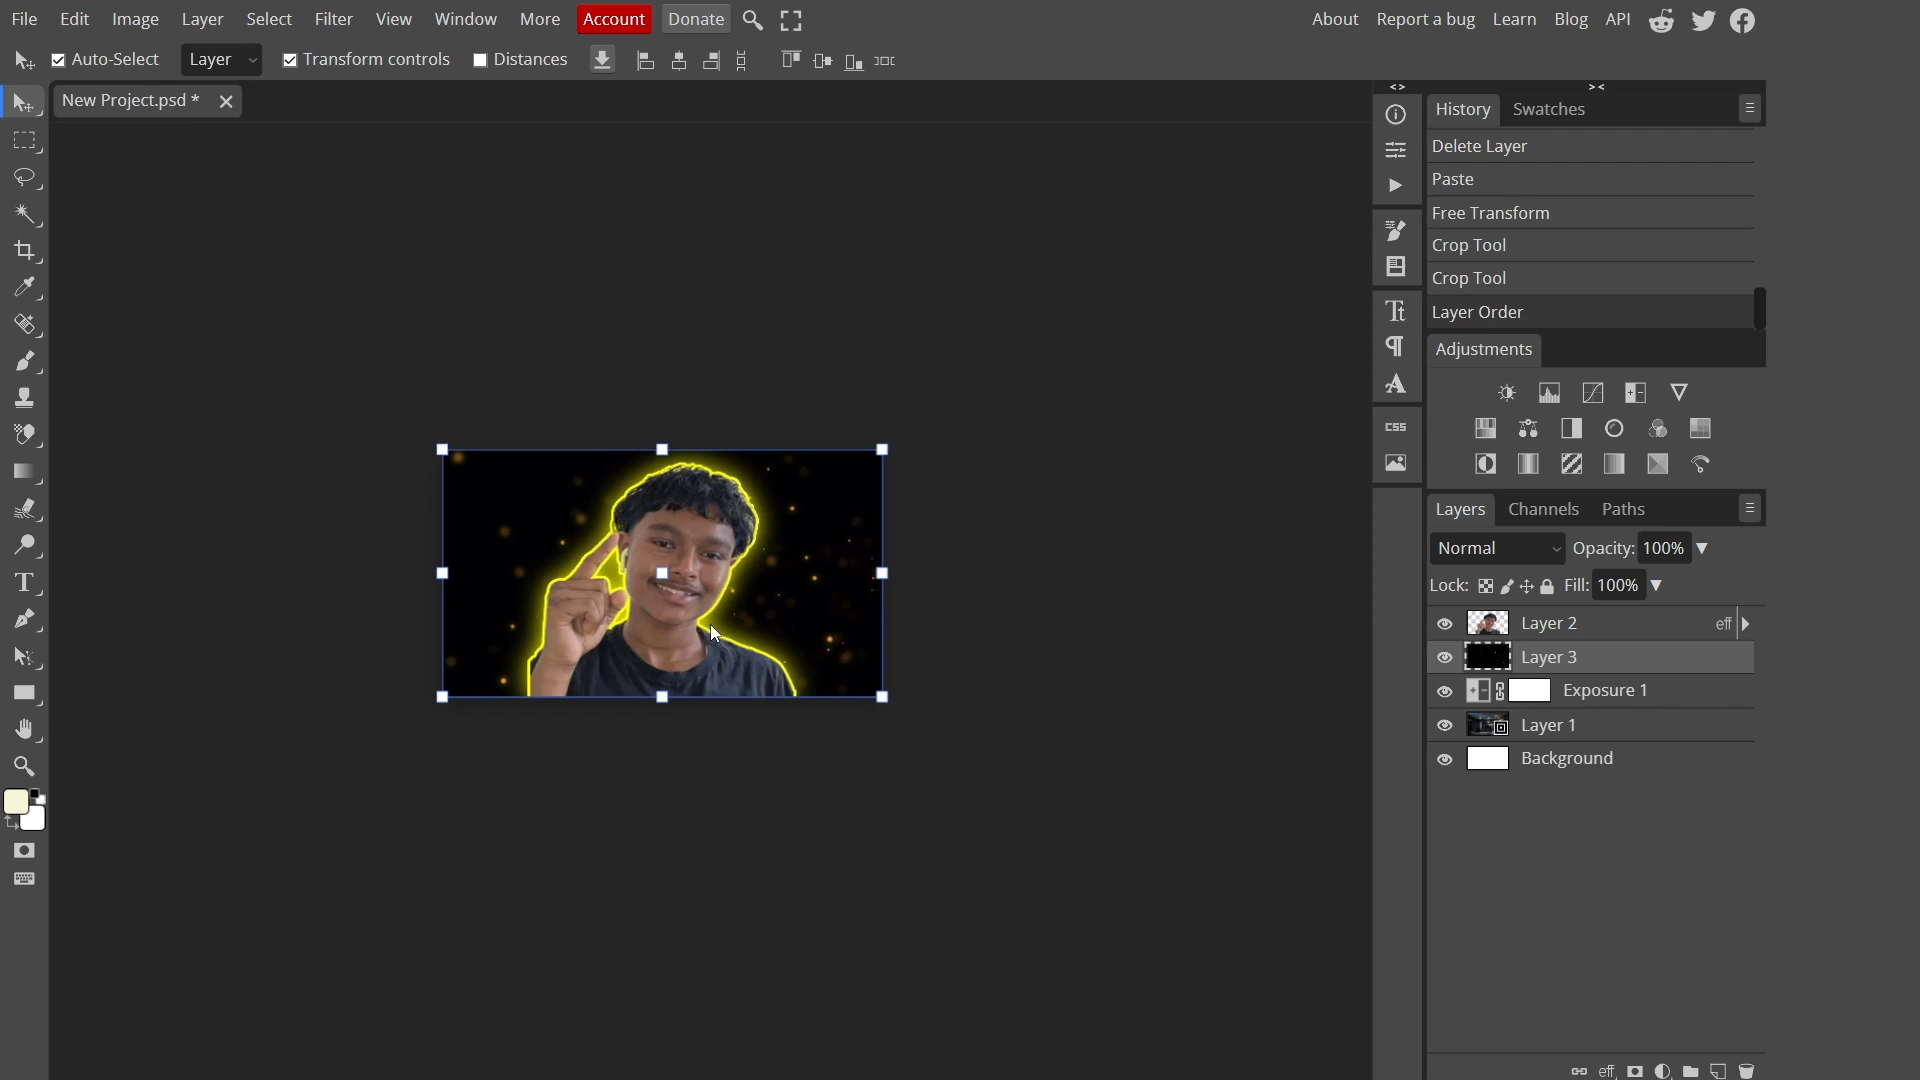 File Edit Image Layer Select Filter View Window More Account Donate About Report a bug Learn Blog API
Auto-Select Layer Transform controls Distances
New Project.psd *
History Swatches
Delete Layer
Paste
Free Transform
Crop Tool
Crop Tool
Layer Order
Adjustments
CSS
Layers Channels Paths
Normal Opacity: 100%
Lock: Fill: 100%
Layer 2 eff
Layer 3
Exposure 1
Layer 1
Background
eff